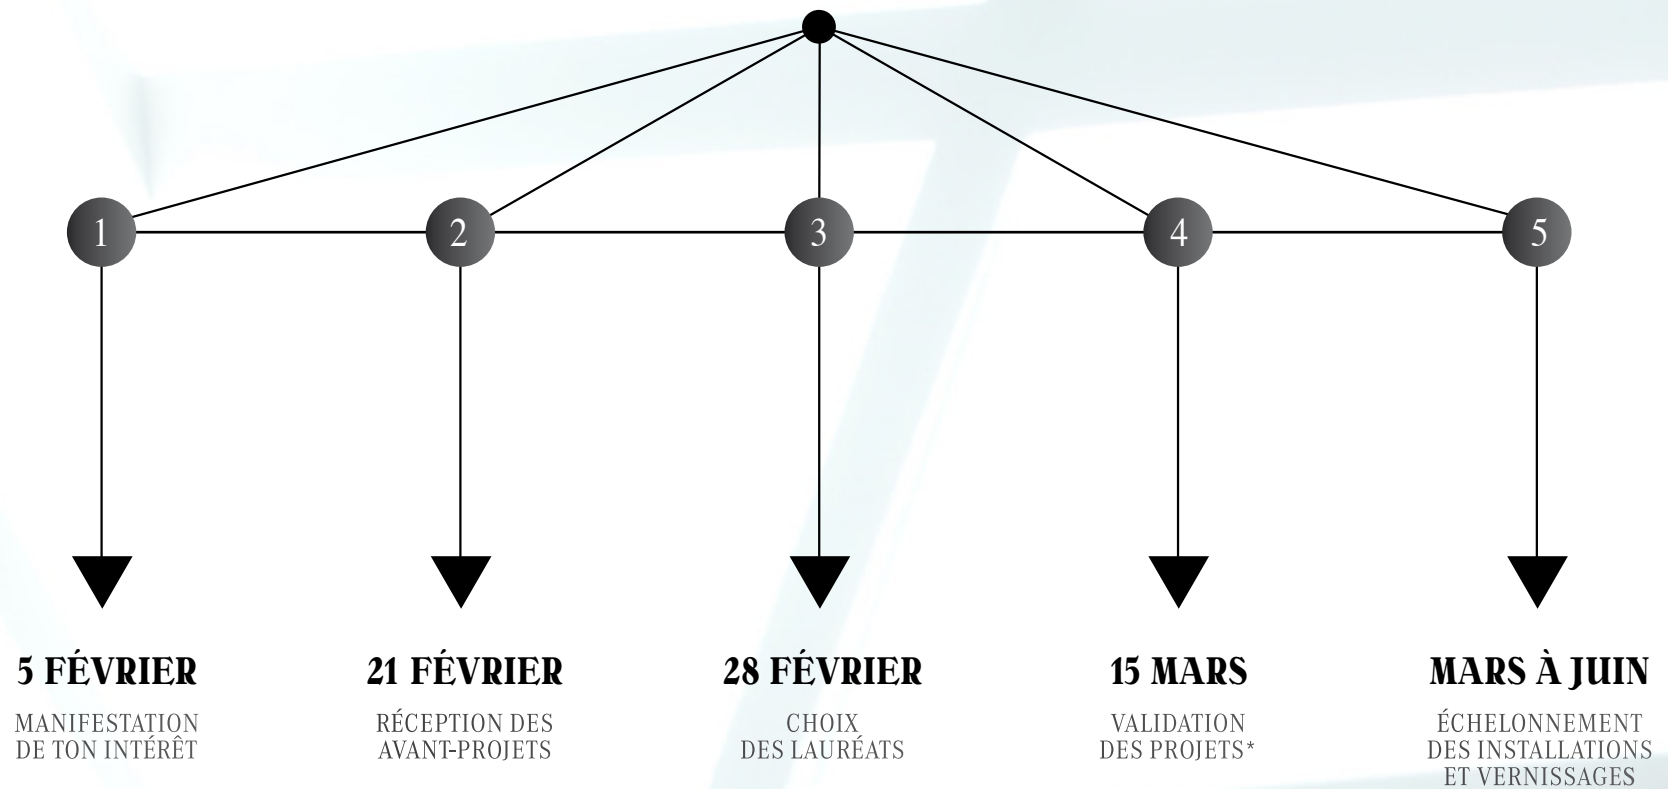 1
2
3
4
5
5 FÉVRIER
MANIFESTATION
DE TON INTÉRÊT
21 FÉVRIER
RÉCEPTION DES
AVANT-PROJETS
28 FÉVRIER
CHOIX
DES LAURÉATS
15 MARS
VALIDATION
DES PROJETS*
MARS À JUIN
ÉCHELONNEMENT
DES INSTALLATIONS
ET VERNISSAGES